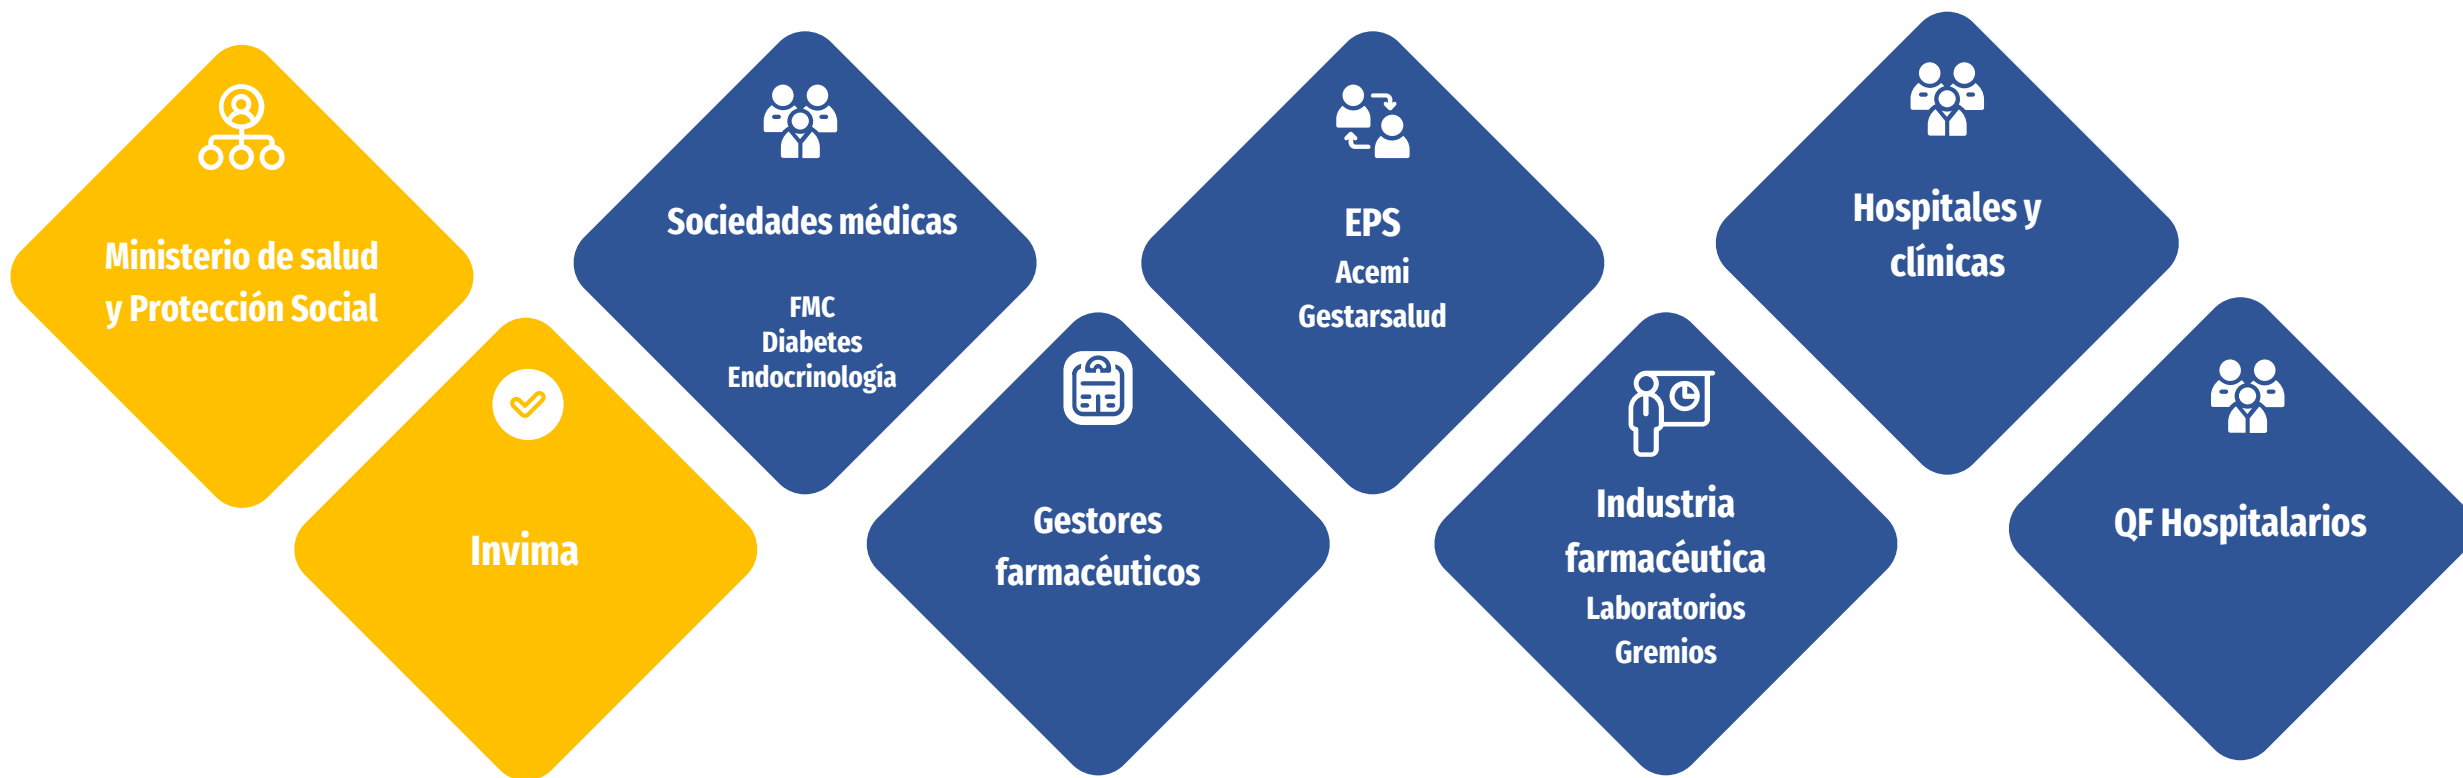 Ministerio de salud
y Protección Social
Invima
Sociedades médicas
FMC
Diabetes
Endocrinología
Gestores
farmacéuticos
EPS
Acemi
Gestarsalud
Industria
farmacéutica
Laboratorios
Gremios
Hospitales y
clínicas
QF Hospitalarios